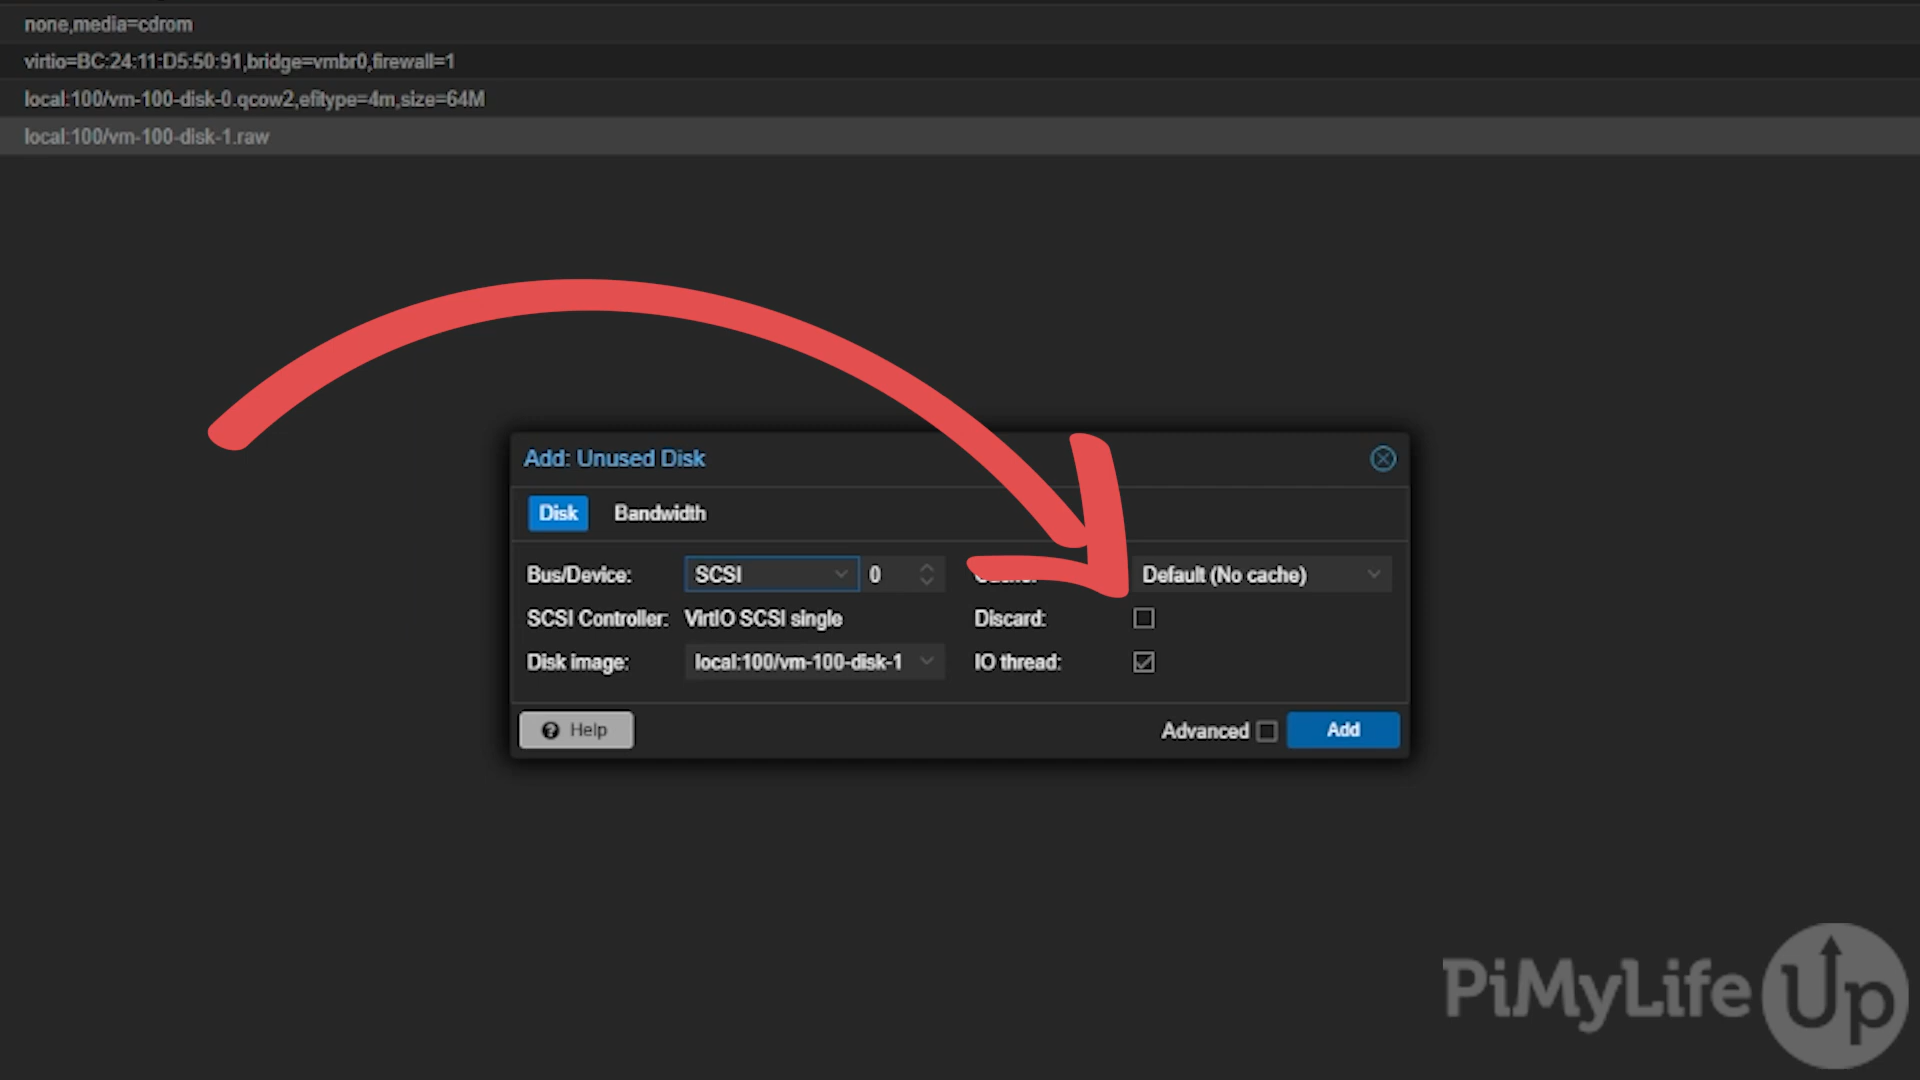 none,media=cdrom
virtio=BC:24:11:D5:50:91,bridge=vmbr0,firewall=1
local:100/vm-100-disk-0.qcow2,efitype=4m,size=64M
local:100/vm-100-disk-1.raw
Add: Unused Disk
Disk Bandwidth
Bus/Device: SCSI 0 Default (No cache)
SCSI Controller: VirtIO SCSI single Discard:
Disk image: local:100/vm-100-disk-1 IO thread:
Help Advanced Add
PiMyLifeUp